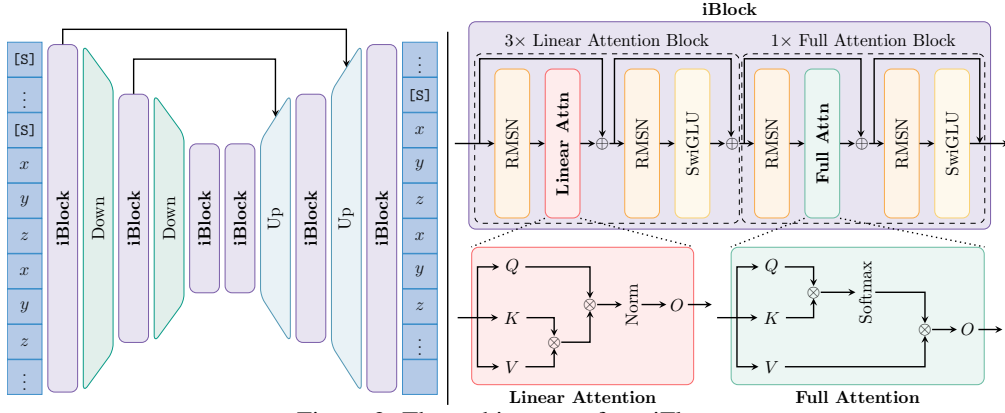 [S]
⋮
[S]
x
y
z
x
y
z
⋮
iBlock
Down
iBlock
Down
iBlock
iBlock
Up
iBlock
Up
iBlock
⋮
[S]
x
y
z
x
y
z
⋮
iBlock
3× Linear Attention Block
1× Full Attention Block
RMSN
Linear Attn
⊕
RMSN
SwiGLU
⊕
RMSN
Full Attn
⊕
RMSN
SwiGLU
Q
K
V
⊗
⊗
Norm
O
Linear Attention
Q
K
V
⊗
Softmax
⊗
O
Full Attention